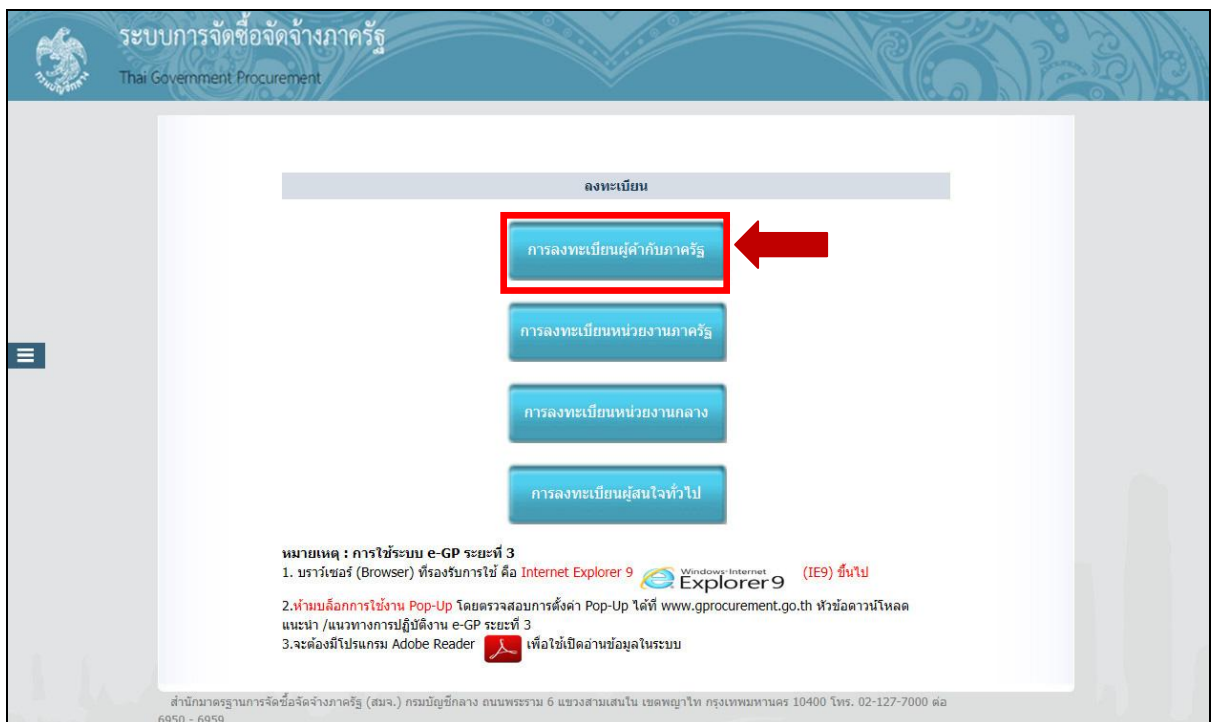 ระบบการจัดซื้อจัดจ้างภาครัฐ
Thai Government Procurement
กรมบัญชีกลาง
ลงทะเบียน
การลงทะเบียนผู้ค้ากับภาครัฐ
การลงทะเบียนหน่วยงานภาครัฐ
การลงทะเบียนหน่วยงานกลาง
การลงทะเบียนผู้สนใจทั่วไป
หมายเหตุ : การใช้ระบบ e-GP ระยะที่ 3
1. บราว์เซอร์ (Browser) ที่รองรับการใช้ คือ Internet Explorer 9 Windows Internet Explorer 9 (IE9) ขึ้นไป
2.ห้ามบล็อกการใช้งาน Pop-Up โดยตรวจสอบการตั้งค่า Pop-Up ได้ที่ www.gprocurement.go.th หัวข้อดาวน์โหลด
แนะนำ /แนวทางการปฏิบัติงาน e-GP ระยะที่ 3
3.จะต้องมีโปรแกรม Adobe Reader เพื่อใช้เปิดอ่านข้อมูลในระบบ
สำนักมาตรฐานการจัดซื้อจัดจ้างภาครัฐ (สมจ.) กรมบัญชีกลาง ถนนพระราม 6 แขวงสามเสนใน เขตพญาไท กรุงเทพมหานคร 10400 โทร. 02-127-7000 ต่อ
6950 - 6959